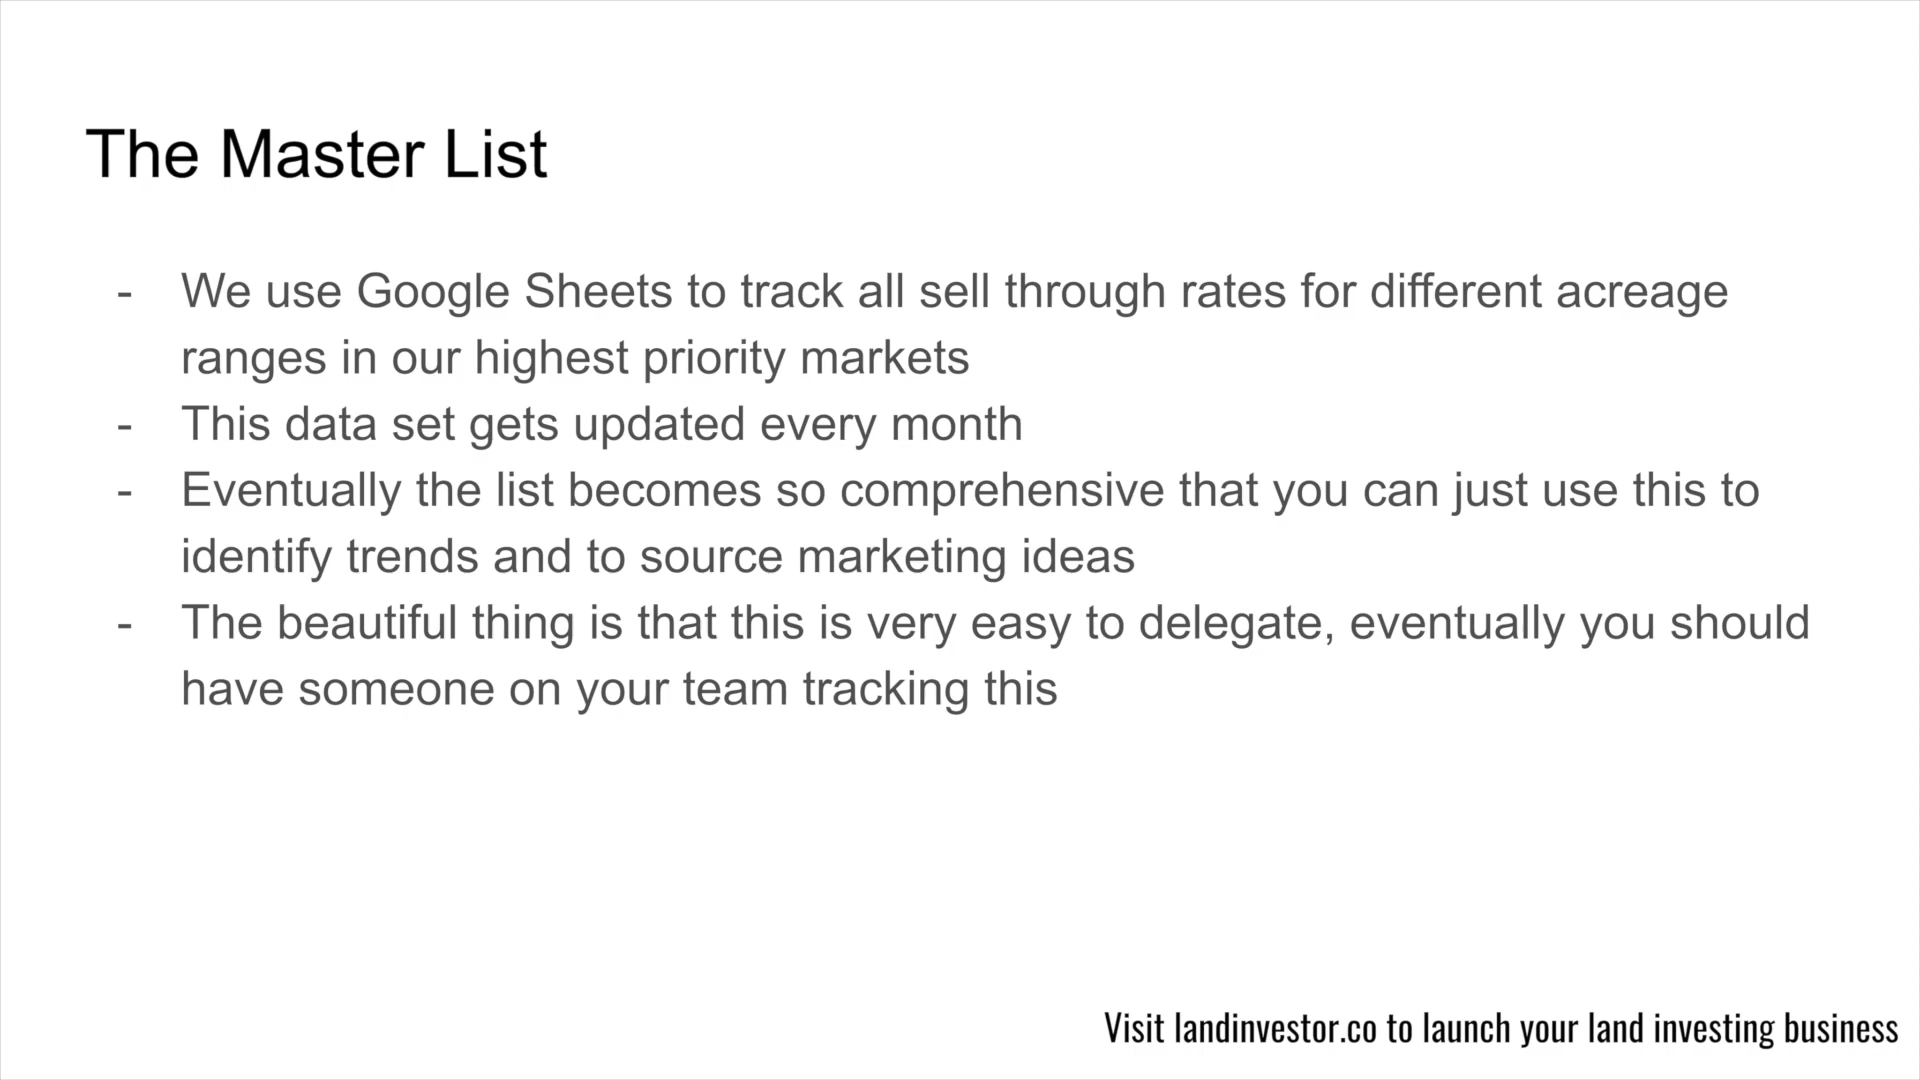 The Master List
- We use Google Sheets to track all sell through rates for different acreage
ranges in our highest priority markets
- This data set gets updated every month
- Eventually the list becomes so comprehensive that you can just use this to
identify trends and to source marketing ideas
- The beautiful thing is that this is very easy to delegate, eventually you should
have someone on your team tracking this
Visit landinvestor.co to launch your land investing business